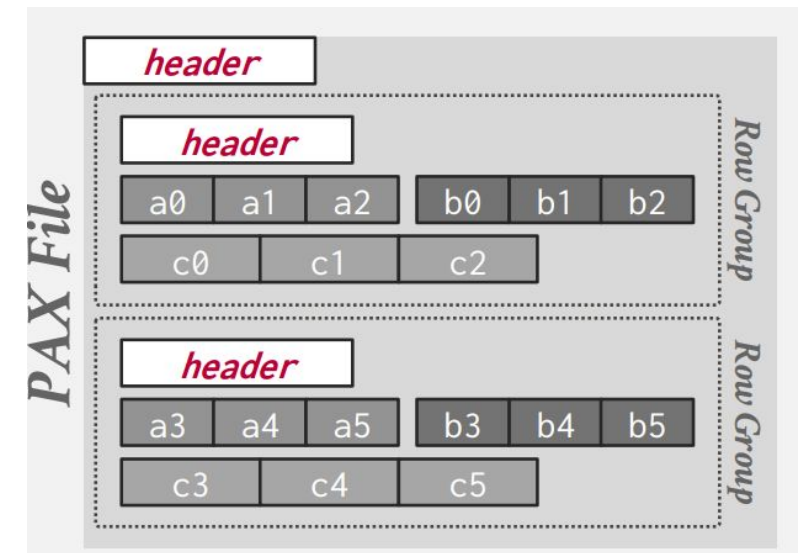 PAX File
header
header
a0 a1 a2 b0 b1 b2
c0 c1 c2
Row Group
header
a3 a4 a5 b3 b4 b5
c3 c4 c5
Row Group